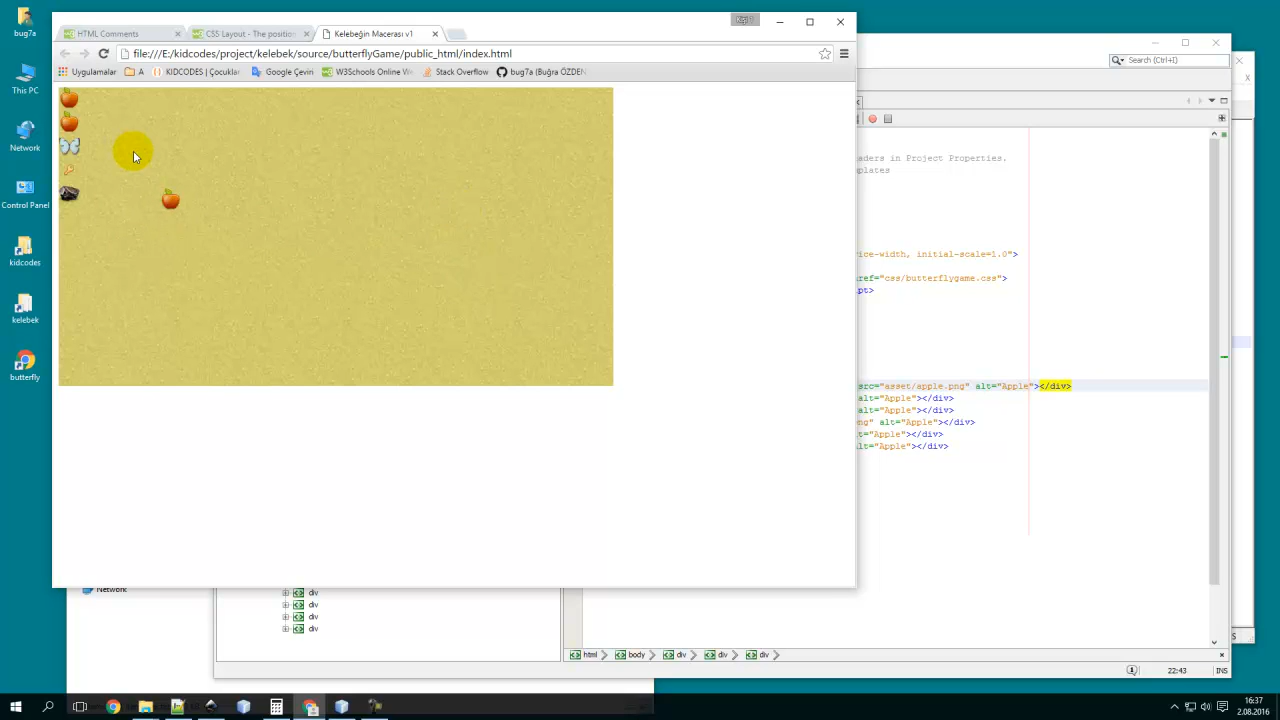 bug7a
This PC
Network
Control Panel
kidcodes
kelebek
butterfly
HTML Comments
CSS Layout - The position
Kelebeğin Macerası v1
file:///E:/kidcodes/project/kelebek/source/butterflyGame/public_html/index.html
Uygulamalar
A
KIDCODES | Çocuklar
Google Çeviri
W3Schools Online W
Stack Overflow
bug7a (Buğra ÖZDEN
Search (Ctrl+I)
aders in Project Properties.
plates
ice-width, initial-scale=1.0">
ref="css/butterflygame.css">
ipt>
src="asset/apple.png" alt="Apple"></div>
alt="Apple"></div>
alt="Apple"></div>
ng" alt="Apple"></div>
t="Apple"></div>
alt="Apple"></div>
Network
div
div
div
div
html
body
div
div
div
1
22:43
INS
16:37
2.08.2016